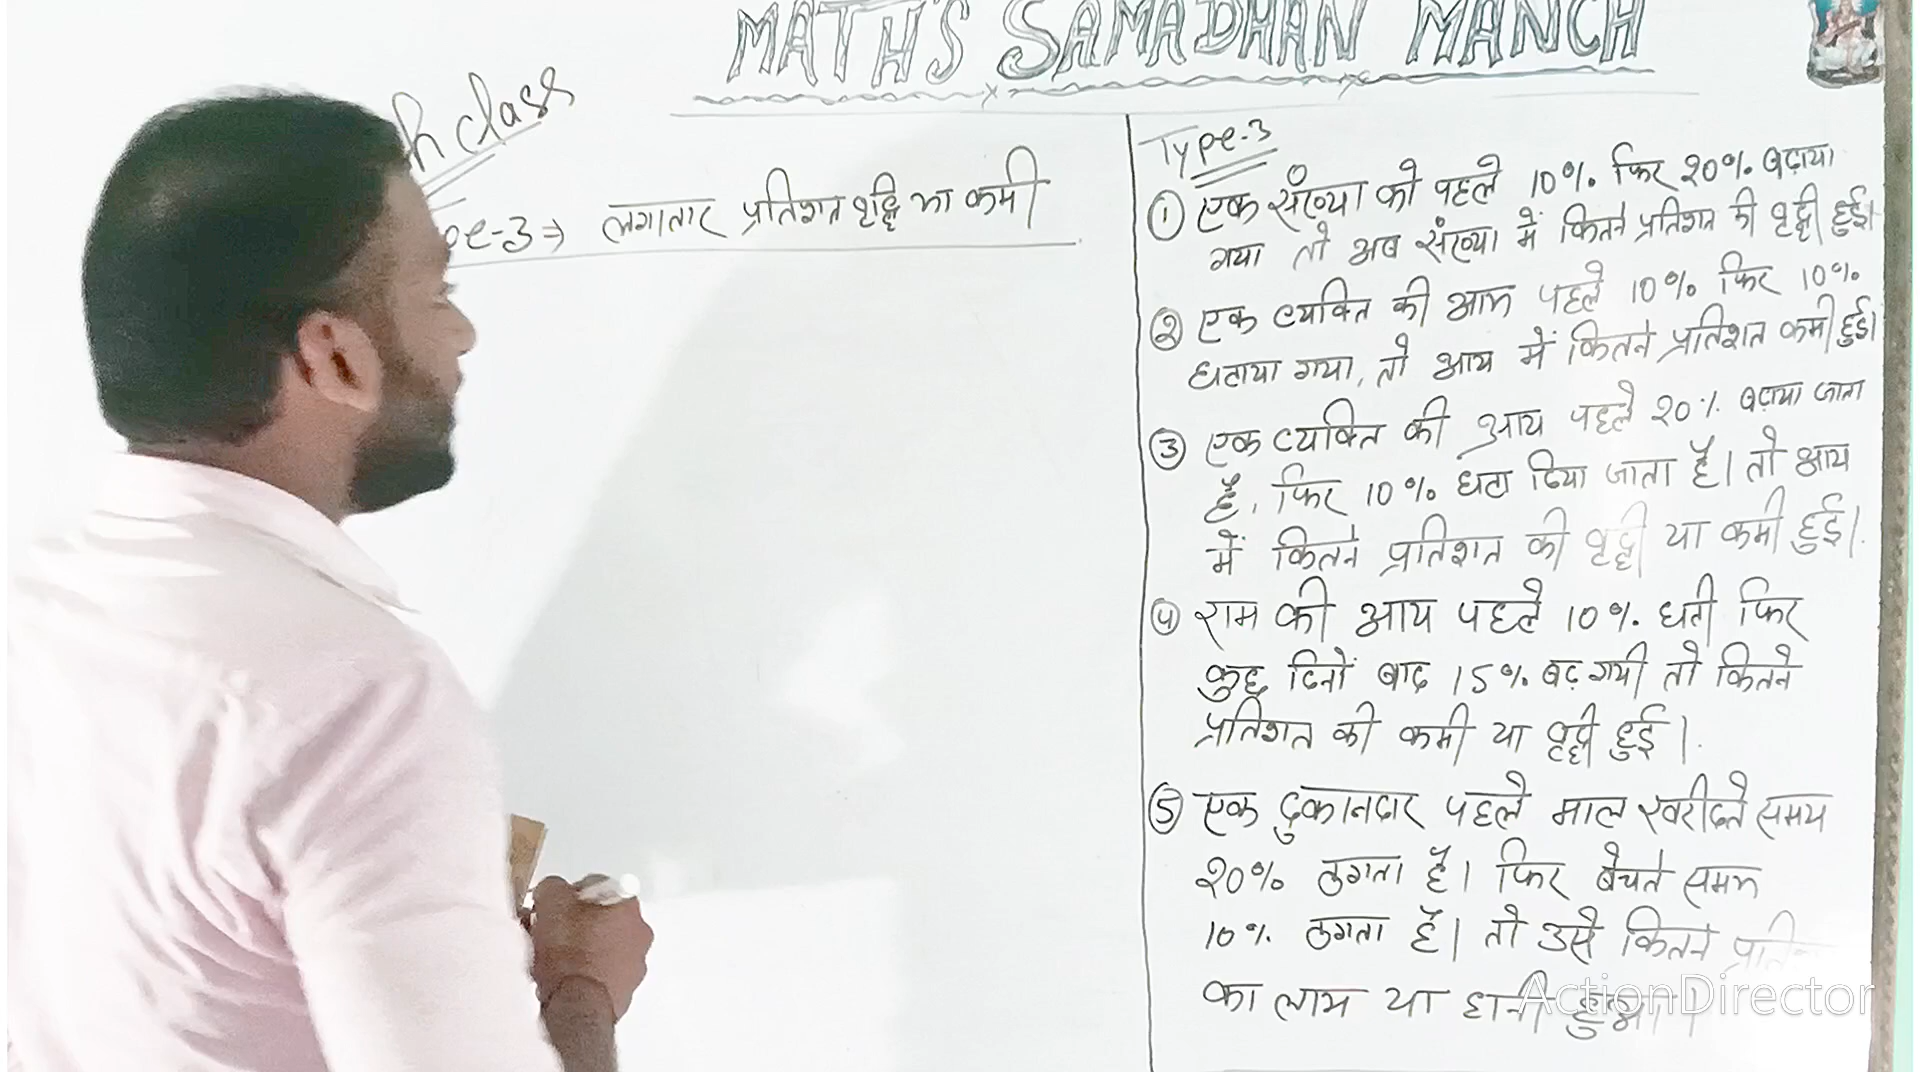 MATH'S SAMADHAN MANCH
h class
pe-3 ⇒ लगातार प्रतिशत वृद्धि या कमी
Type-3
① एक संख्या को पहले 10% फिर 20% बढ़ाया
गया तो अब संख्या में कितने प्रतिशत की वृद्धी हुई।
② एक व्यक्ति की आय पहले 10% फिर 10%
घटाया गया, तो आय में कितने प्रतिशत कमी हुई।
③ एक व्यक्ति की आय पहले 20% बढ़ाया जाता
है, फिर 10% घटा दिया जाता है। तो आय
में कितने प्रतिशत की वृद्धी या कमी हुई।
④ राम की आय पहले 10% घटी फिर
कुछ दिनों बाद 15% बढ़ गयी तो कितने
प्रतिशत की कमी या वृद्धी हुई।
⑤ एक दुकानदार पहले माल खरीदते समय
20% ठगता है। फिर बेचते समय
10% ठगता है। तो उसे कितने
का लाभ या हानी हुआ।
ActionDirector